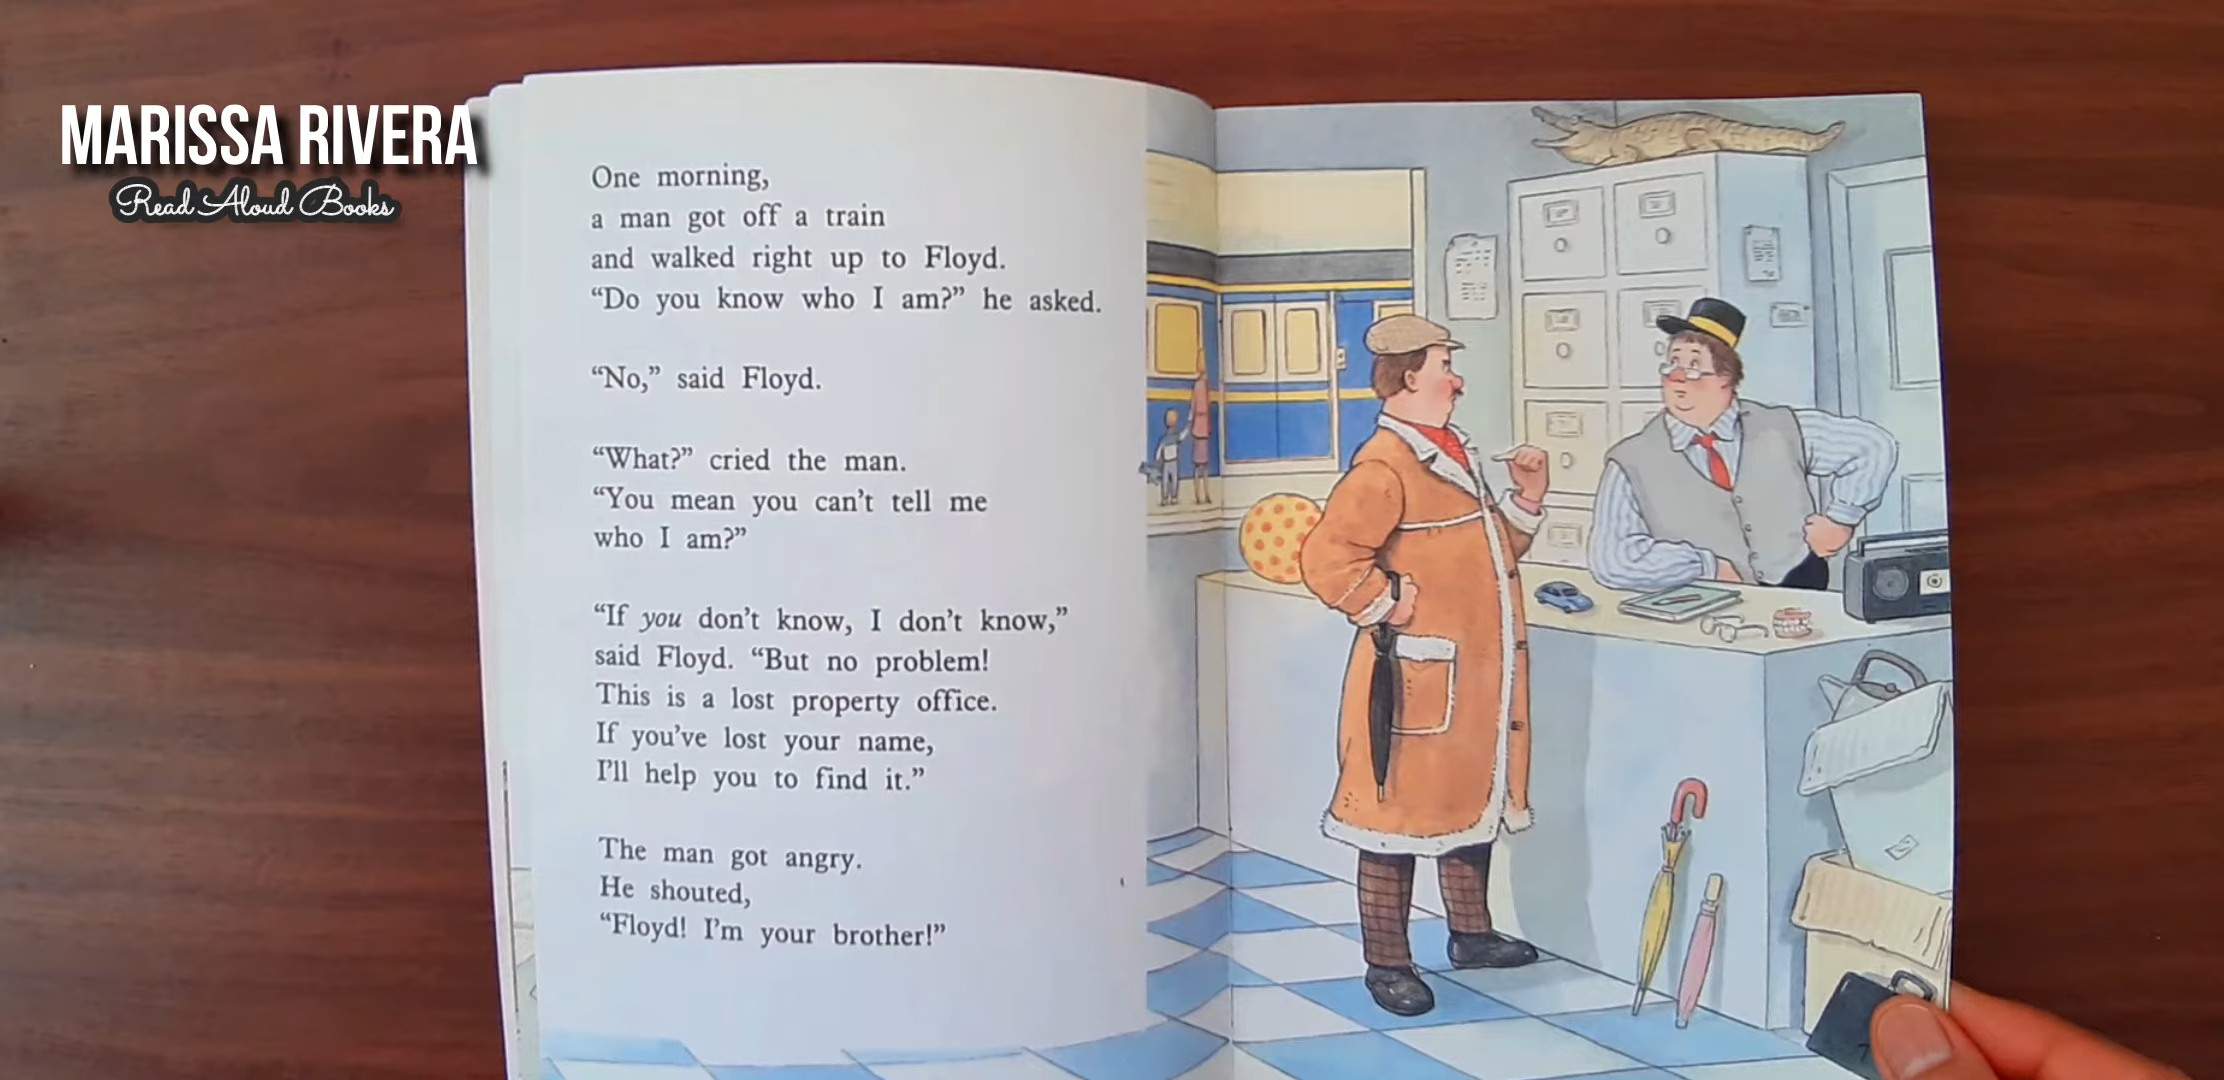 MARISSA RIVERA
Read Aloud Books
One morning,
a man got off a train
and walked right up to Floyd.
“Do you know who I am?” he asked.
“No,” said Floyd.
“What?” cried the man.
“You mean you can’t tell me
who I am?”
“If you don’t know, I don’t know,”
said Floyd. “But no problem!
This is a lost property office.
If you’ve lost your name,
I’ll help you to find it.”
The man got angry.
He shouted,
“Floyd! I’m your brother!”